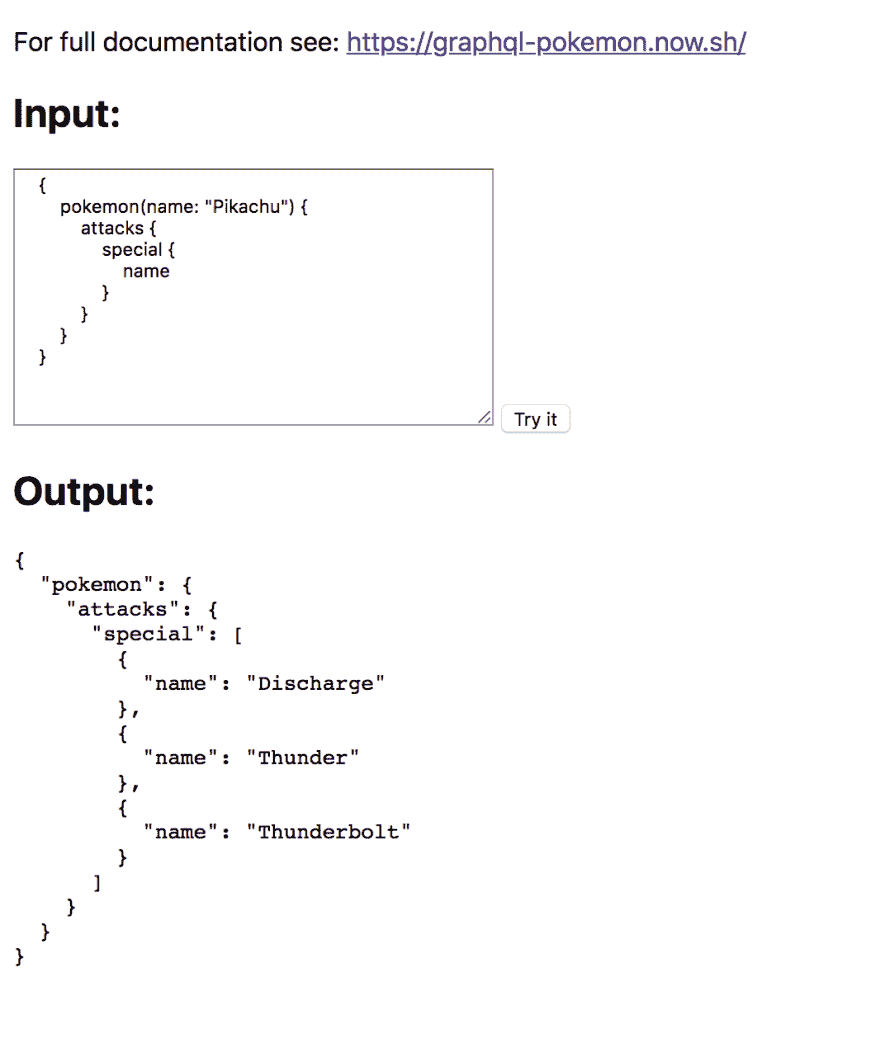 For full documentation see: https://graphql-pokemon.now.sh/
Input:
{
  pokemon(name: "Pikachu") {
    attacks {
      special {
        name
      }
    }
  }
}
Try it
Output:
{
  "pokemon": {
    "attacks": {
      "special": [
        {
          "name": "Discharge"
        },
        {
          "name": "Thunder"
        },
        {
          "name": "Thunderbolt"
        }
      ]
    }
  }
}